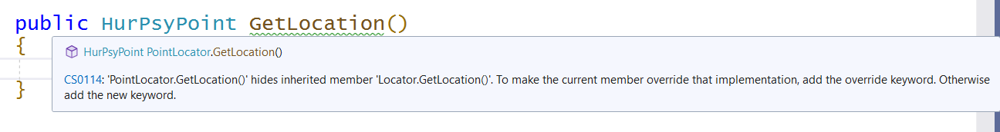 public HurPsyPoint GetLocation()
{
HurPsyPoint PointLocator.GetLocation()
CS0114: 'PointLocator.GetLocation()' hides inherited member 'Locator.GetLocation()'. To make the current member override that implementation, add the override keyword. Otherwise
add the new keyword.
}